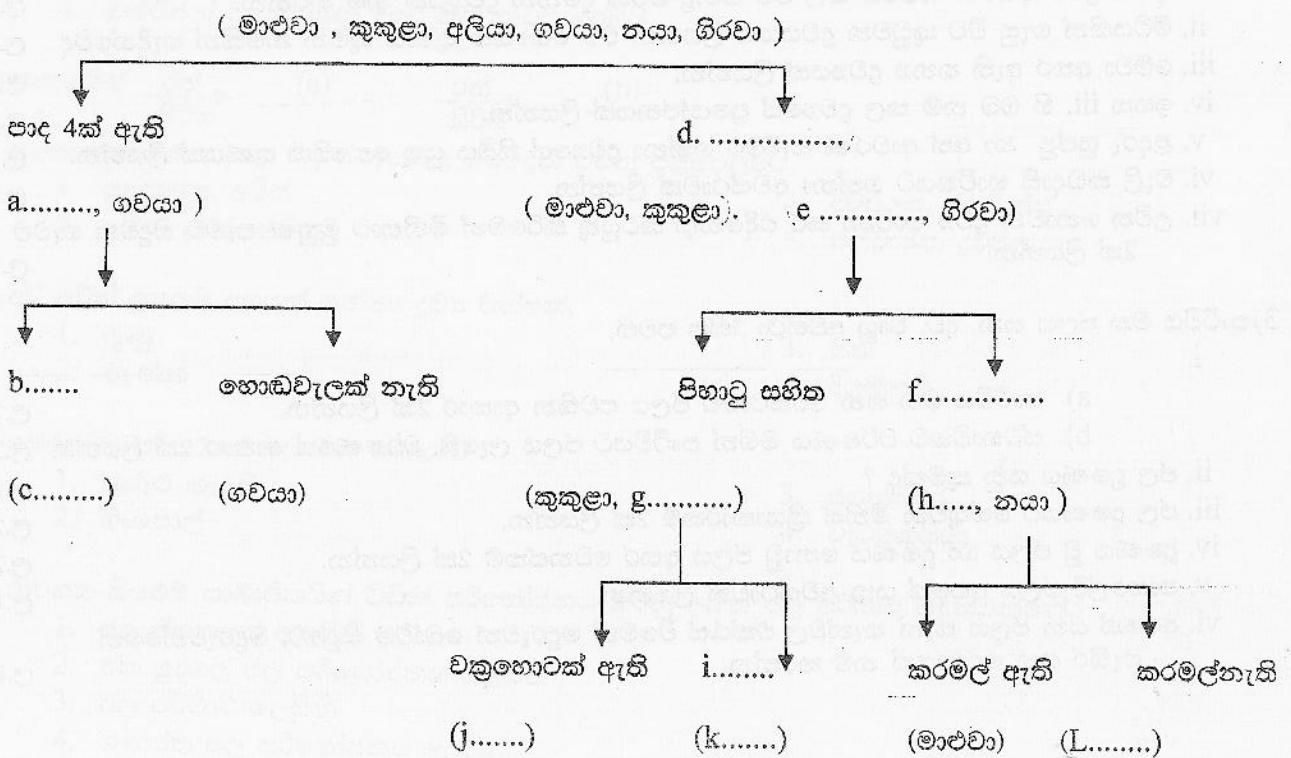 ( මාළුවා , කුකුළා, අලියා, ගවයා, නයා, ගිරවා )
පාද 4ක් ඇති d....................
a........., ගවයා ) ( මාළුවා, කුකුළා, e ............., ගිරවා)
b....... හොඬවැලක් නැති පිහාටු සහිත f...............
(c.........) (ගවයා) (කුකුළා, g...........) (h....., නයා )
වක්‍රහොටක් ඇති i........ කරමල් ඇති කරමල්නැති
(j.......) (k.......) (මාළුවා) (L........)